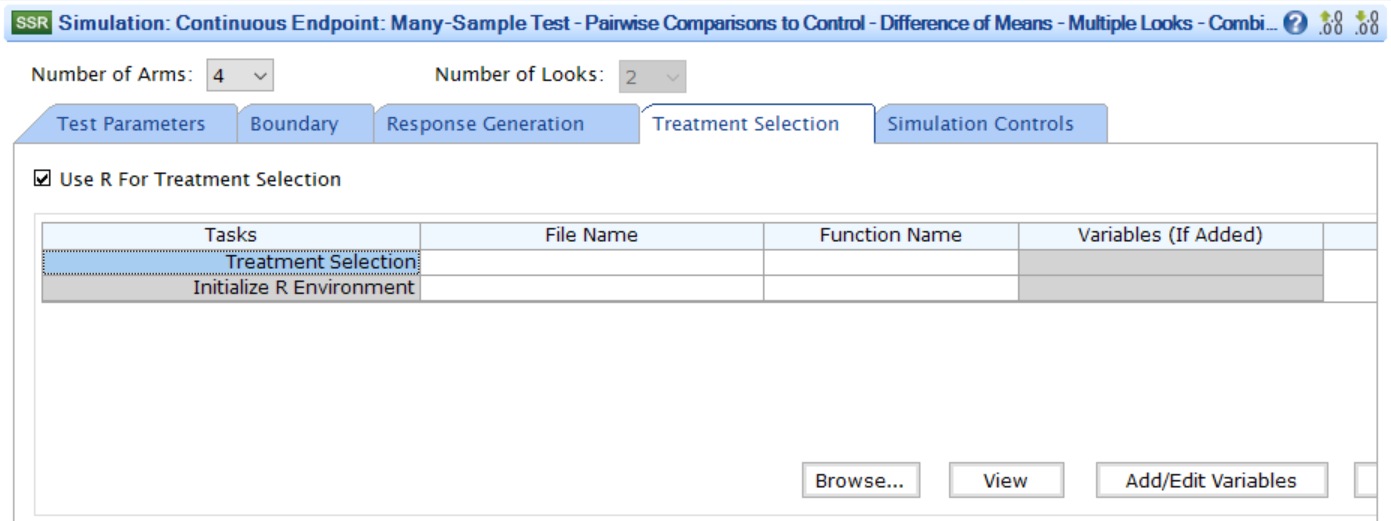 SSR Simulation: Continuous Endpoint: Many-Sample Test - Pairwise Comparisons to Control - Difference of Means - Multiple Looks - Combi... ?
Number of Arms: 4 Number of Looks: 2
Test Parameters Boundary Response Generation Treatment Selection Simulation Controls
Use R For Treatment Selection
Tasks File Name Function Name Variables (If Added)
Treatment Selection
Initialize R Environment
Browse... View Add/Edit Variables